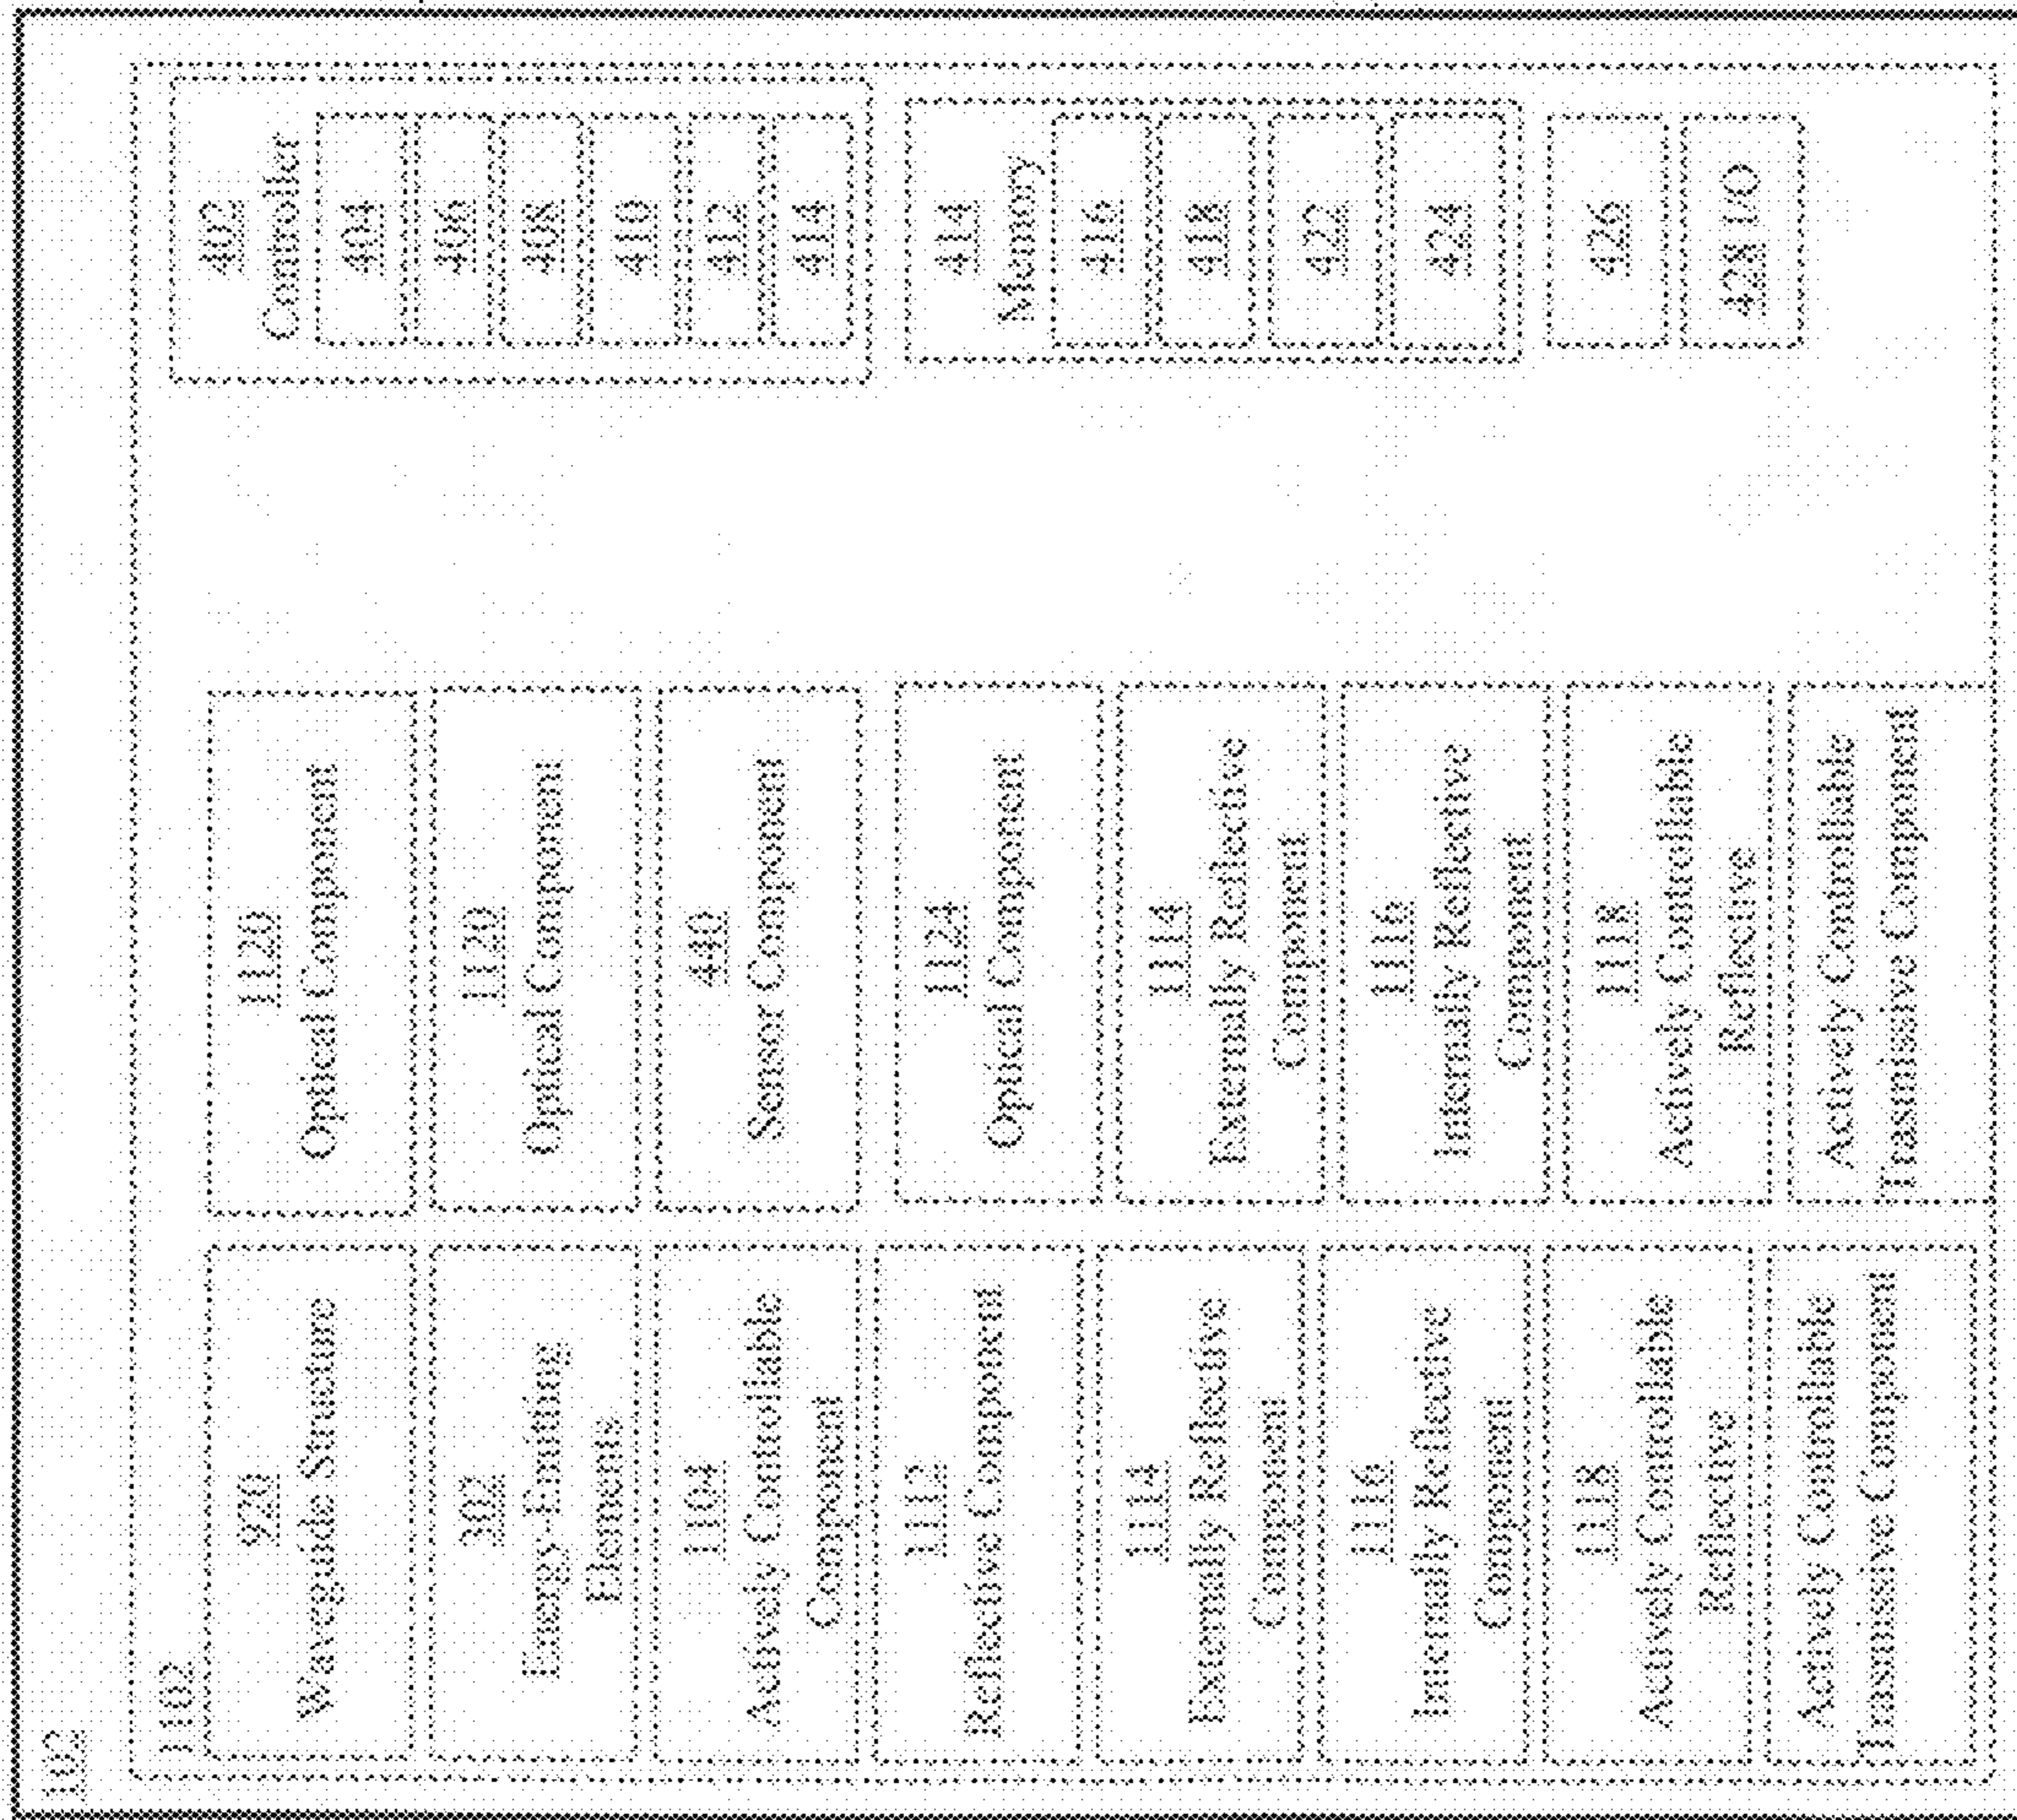 102
1102
920
Waveguide Structure
302
Energy-Emitting
Elements
1104
Actively Controllable
Component
1112
Reflective Component
1114
Externally Reflective
Component
1116
Internally Reflective
Component
1118
Actively Controllable
Reflective
Actively Controllable
Transmissive Component
1120
Optical Component
1120
Optical Component
440
Sensor Component
1124
Optical Component
1114
Externally Reflective
Component
1116
Internally Reflective
Component
1118
Actively Controllable
Reflective
Actively Controllable
Transmissive Component
402
Controller
404
406
408
410
412
414
414
Memory
416
418
422
424
426
428 I/O